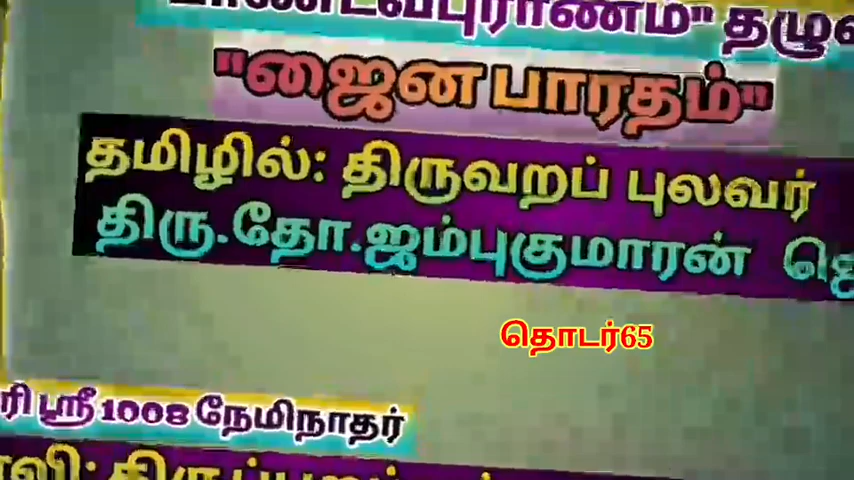 பாண்டவபுராணம்" தழுவ
"ஜைன பாரதம்"
தமிழில்: திருவறப் புலவர்
திரு.தோ.ஜம்புகுமாரன் ஜெ
தொடர்65
ரி ஸ்ரீ 1008 நேமிநாதர்